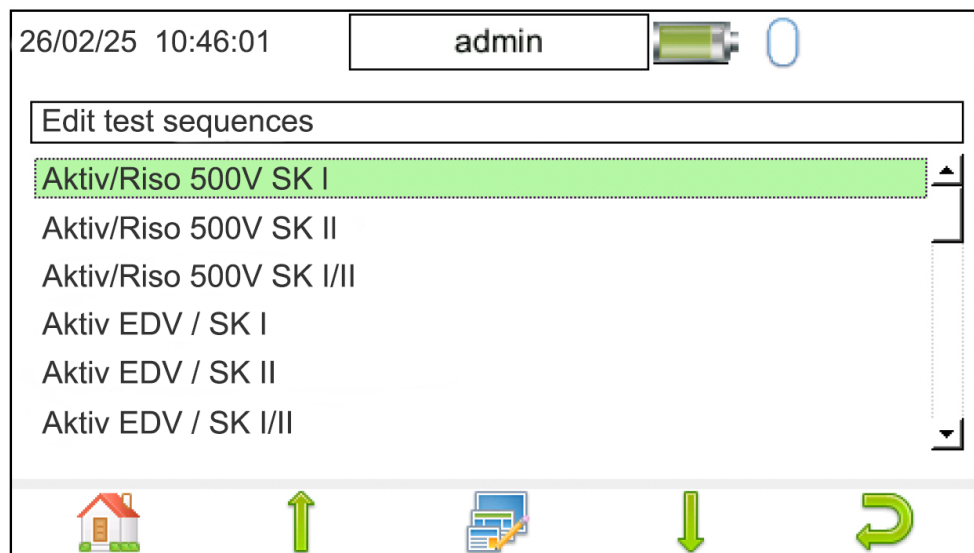 26/02/25 10:46:01 admin
Edit test sequences
Aktiv/Riso 500V SK I
Aktiv/Riso 500V SK II
Aktiv/Riso 500V SK I/II
Aktiv EDV / SK I
Aktiv EDV / SK II
Aktiv EDV / SK I/II